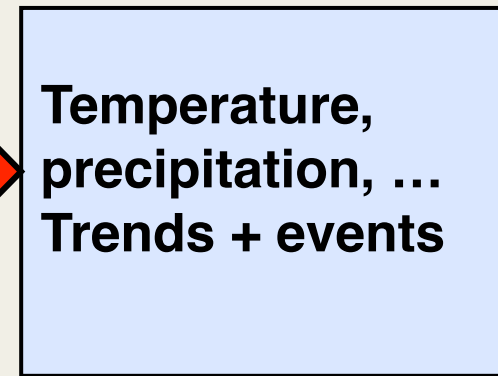 Temperature,
precipitation, …
Trends + events